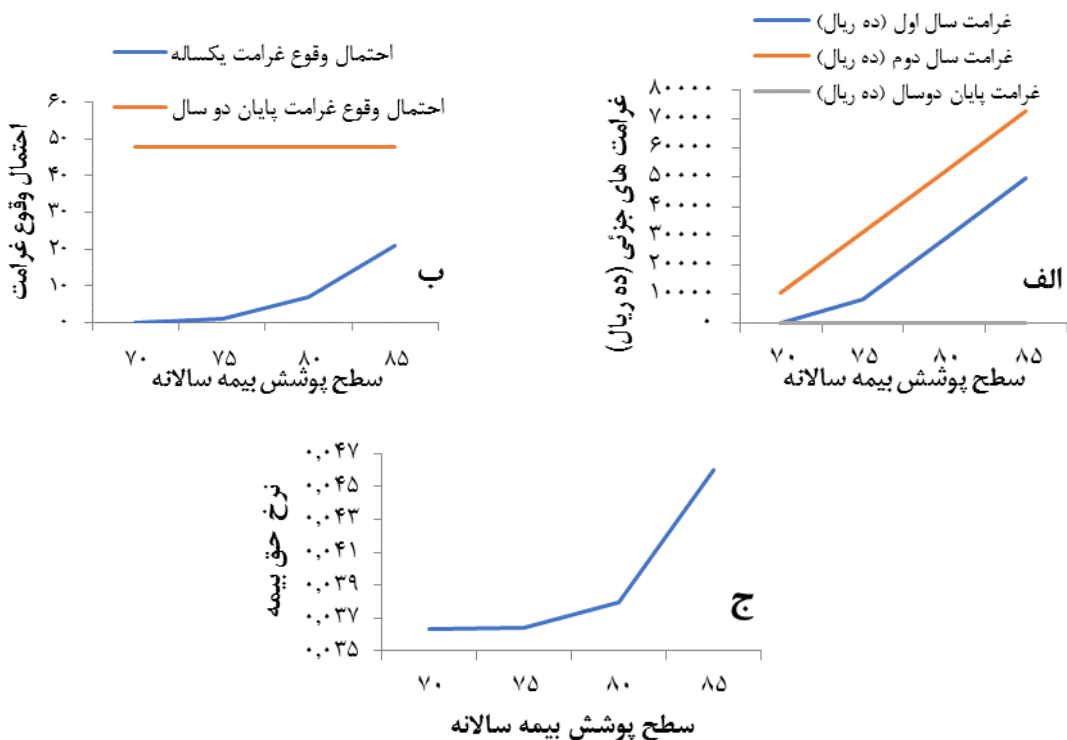 غرامت سال اول (ده ریال)
غرامت سال دوم (ده ریال)
غرامت پایان دوسال (ده ریال)
غرامت های جزئی (ده ریال)
۸۰۰۰۰
۷۰۰۰۰
۶۰۰۰۰
۵۰۰۰۰
۴۰۰۰۰
۳۰۰۰۰
۲۰۰۰۰
۱۰۰۰۰
۰
۷۰ ۷۵ ۸۰ ۸۵
سطح پوشش بیمه سالانه
الف
احتمال وقوع غرامت یکساله
احتمال وقوع غرامت پایان دو سال
احتمال وقوع غرامت
۶۰
۵۰
۴۰
۳۰
۲۰
۱۰
۰
۷۰ ۷۵ ۸۰ ۸۵
سطح پوشش بیمه سالانه
ب
نرخ حق بیمه
۰,۰۴۷
۰,۰۴۵
۰,۰۴۳
۰,۰۴۱
۰,۰۳۹
۰,۰۳۷
۰,۰۳۵
۷۰ ۷۵ ۸۰ ۸۵
سطح پوشش بیمه سالانه
ج